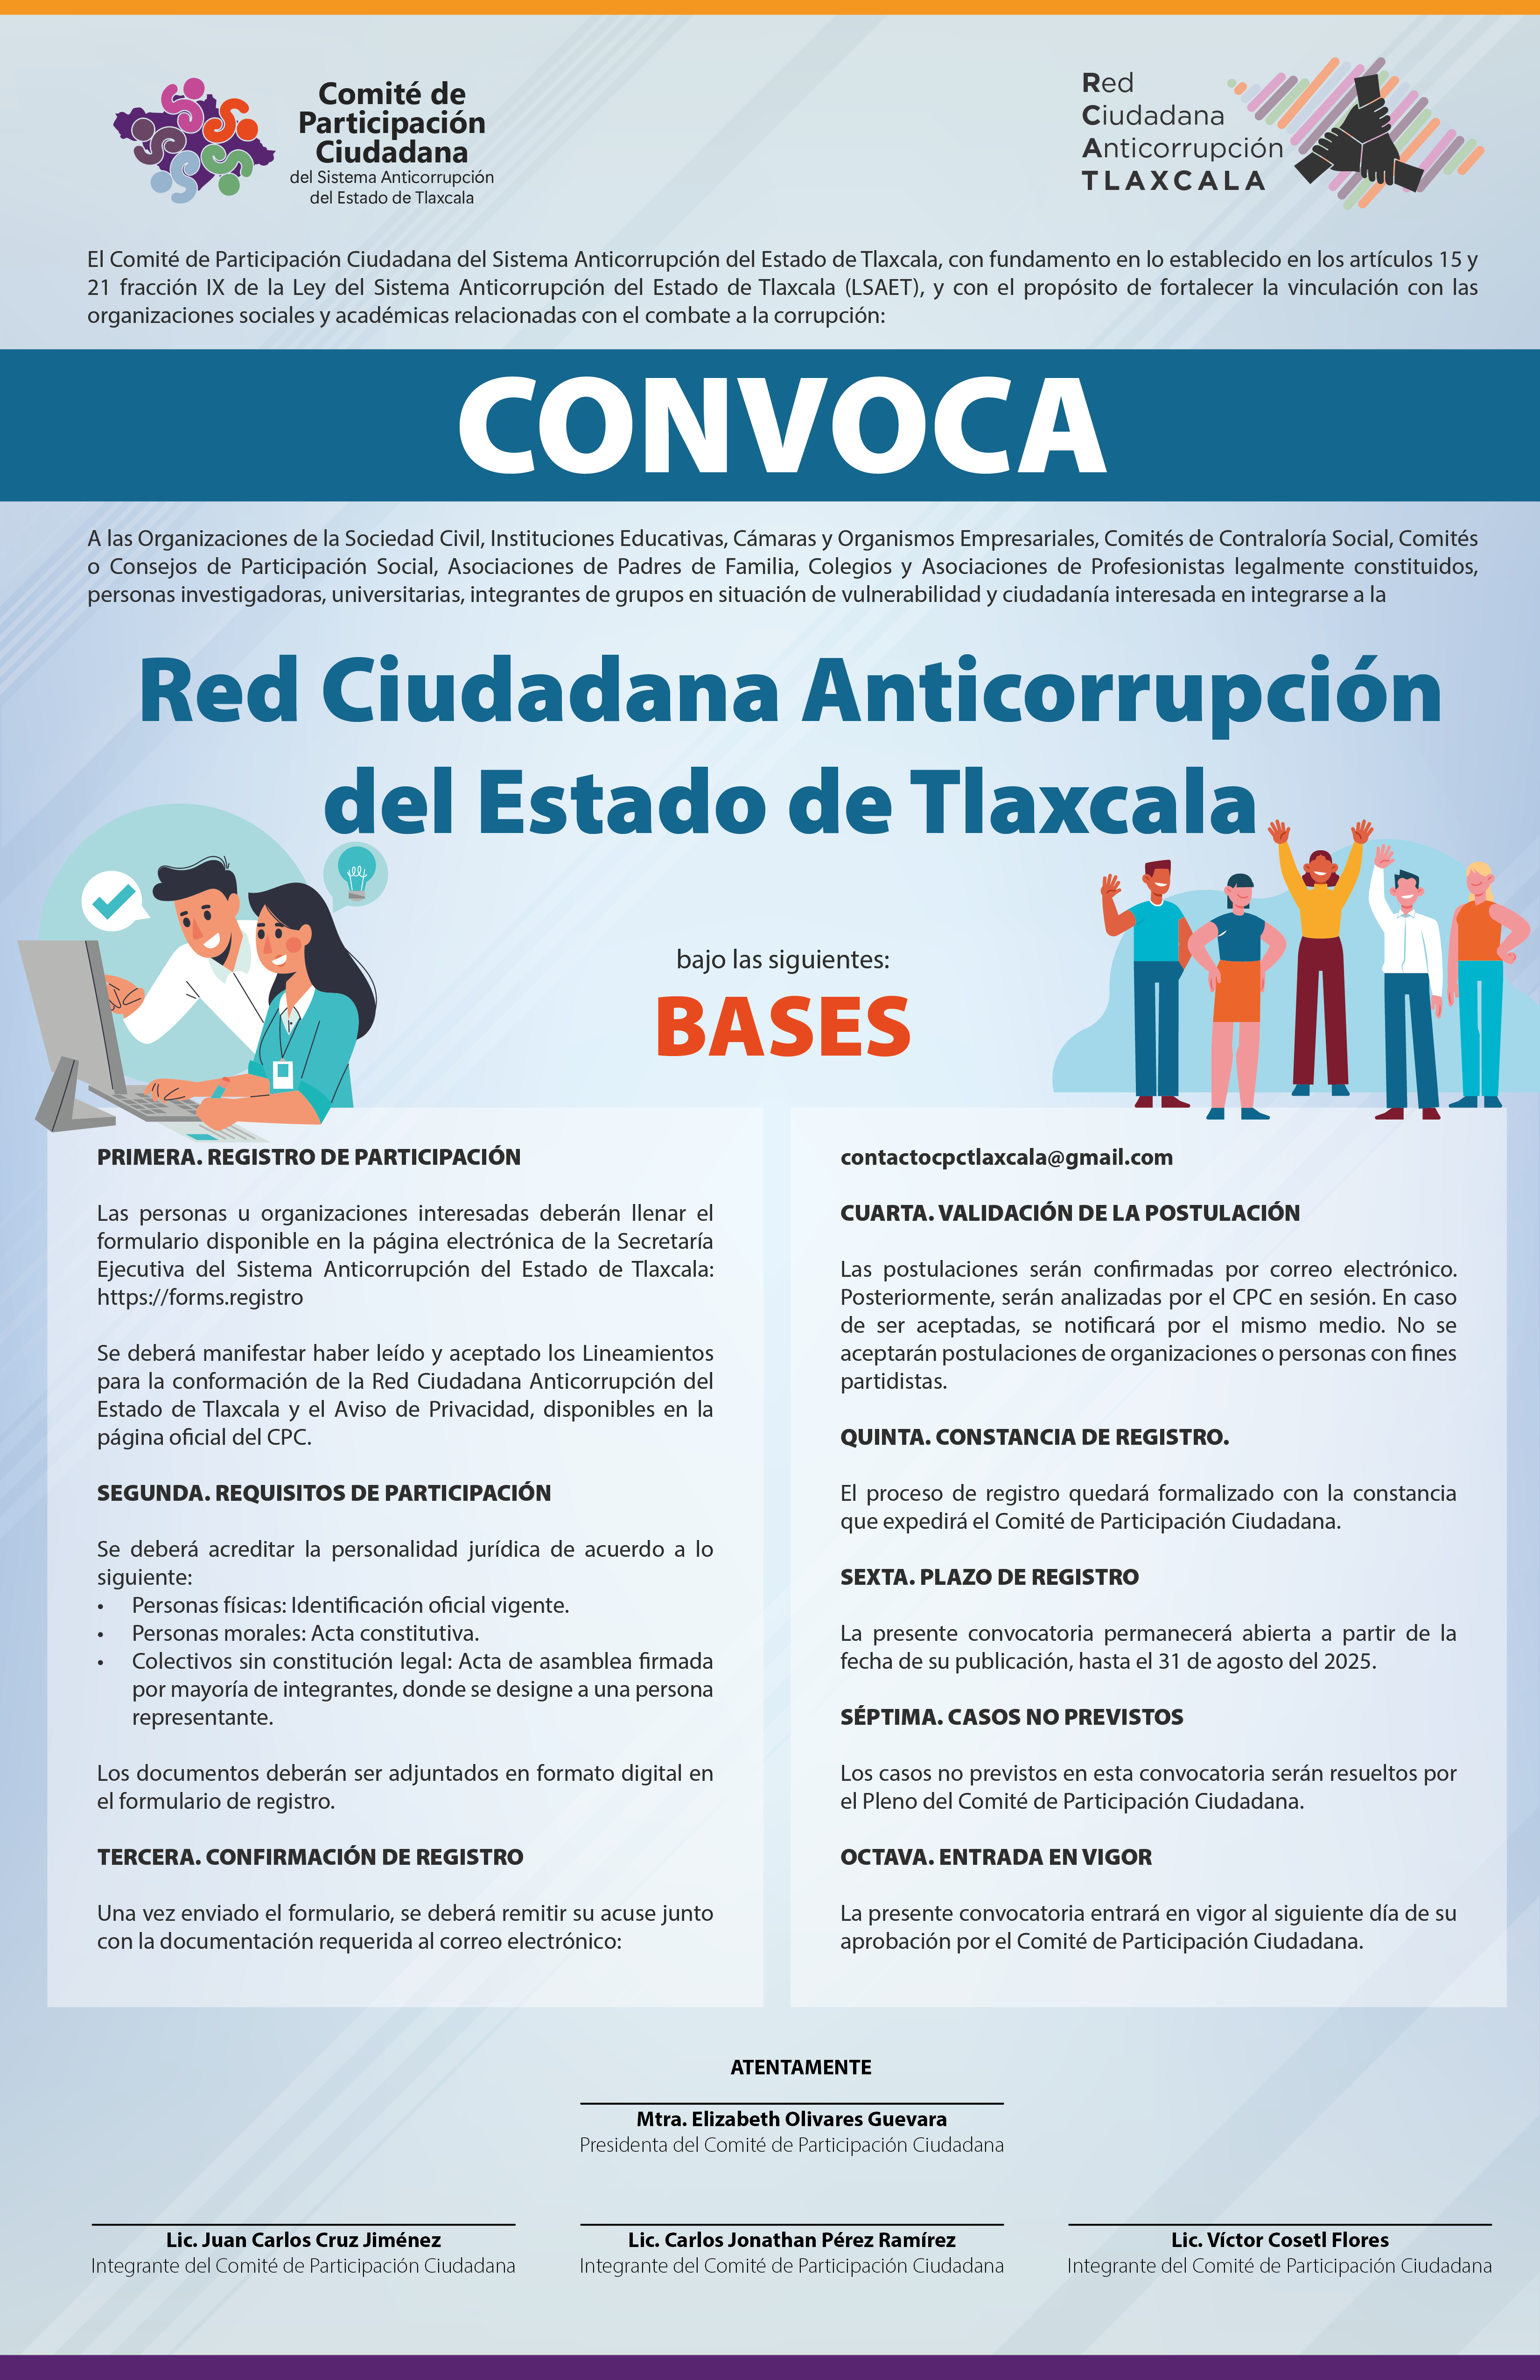 Comité de
Participación
Ciudadana
del Sistema Anticorrupción
del Estado de Tlaxcala
Red
Ciudadana
Anticorrupción
TLAXCALA
El Comité de Participación Ciudadana del Sistema Anticorrupción del Estado de Tlaxcala, con fundamento en lo establecido en los artículos 15 y
21 fracción IX de la Ley del Sistema Anticorrupción del Estado de Tlaxcala (LSAET), y con el propósito de fortalecer la vinculación con las
organizaciones sociales y académicas relacionadas con el combate a la corrupción:
CONVOCA
A las Organizaciones de la Sociedad Civil, Instituciones Educativas, Cámaras y Organismos Empresariales, Comités de Contraloría Social, Comités
o Consejos de Participación Social, Asociaciones de Padres de Familia, Colegios y Asociaciones de Profesionistas legalmente constituidos,
personas investigadoras, universitarias, integrantes de grupos en situación de vulnerabilidad y ciudadanía interesada en integrarse a la
Red Ciudadana Anticorrupción
del Estado de Tlaxcala
bajo las siguientes:
BASES
PRIMERA. REGISTRO DE PARTICIPACIÓN
Las personas u organizaciones interesadas deberán llenar el
formulario disponible en la página electrónica de la Secretaría
Ejecutiva del Sistema Anticorrupción del Estado de Tlaxcala:
https://forms.registro
Se deberá manifestar haber leído y aceptado los Lineamientos
para la conformación de la Red Ciudadana Anticorrupción del
Estado de Tlaxcala y el Aviso de Privacidad, disponibles en la
página oficial del CPC.
SEGUNDA. REQUISITOS DE PARTICIPACIÓN
Se deberá acreditar la personalidad jurídica de acuerdo a lo
siguiente:
• Personas físicas: Identificación oficial vigente.
• Personas morales: Acta constitutiva.
• Colectivos sin constitución legal: Acta de asamblea firmada
por mayoría de integrantes, donde se designe a una persona
representante.
Los documentos deberán ser adjuntados en formato digital en
el formulario de registro.
TERCERA. CONFIRMACIÓN DE REGISTRO
Una vez enviado el formulario, se deberá remitir su acuse junto
con la documentación requerida al correo electrónico:
contactocpctlaxcala@gmail.com
CUARTA. VALIDACIÓN DE LA POSTULACIÓN
Las postulaciones serán confirmadas por correo electrónico.
Posteriormente, serán analizadas por el CPC en sesión. En caso
de ser aceptadas, se notificará por el mismo medio. No se
aceptarán postulaciones de organizaciones o personas con fines
partidistas.
QUINTA. CONSTANCIA DE REGISTRO.
El proceso de registro quedará formalizado con la constancia
que expedirá el Comité de Participación Ciudadana.
SEXTA. PLAZO DE REGISTRO
La presente convocatoria permanecerá abierta a partir de la
fecha de su publicación, hasta el 31 de agosto del 2025.
SÉPTIMA. CASOS NO PREVISTOS
Los casos no previstos en esta convocatoria serán resueltos por
el Pleno del Comité de Participación Ciudadana.
OCTAVA. ENTRADA EN VIGOR
La presente convocatoria entrará en vigor al siguiente día de su
aprobación por el Comité de Participación Ciudadana.
ATENTAMENTE
Mtra. Elizabeth Olivares Guevara
Presidenta del Comité de Participación Ciudadana
Lic. Juan Carlos Cruz Jiménez
Integrante del Comité de Participación Ciudadana
Lic. Carlos Jonathan Pérez Ramírez
Integrante del Comité de Participación Ciudadana
Lic. Víctor Cosetl Flores
Integrante del Comité de Participación Ciudadana